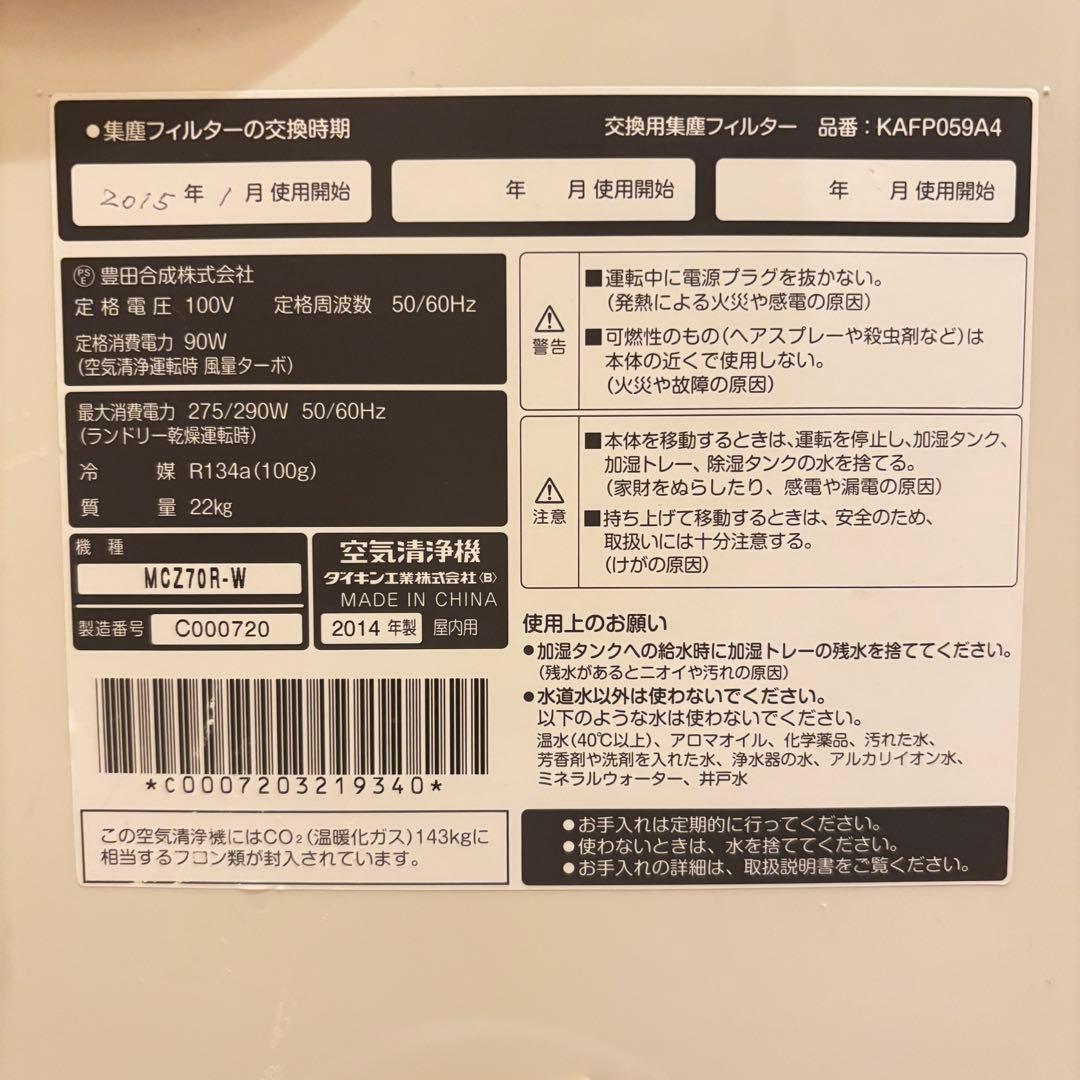 ●集塵フィルターの交換時期
交換用集塵フィルター 品番：KAFP059A4
2015年 1月使用開始
年 月使用開始
年 月使用開始
PSE 豊田合成株式会社
定格電圧 100V 定格周波数 50/60Hz
定格消費電力 90W
(空気清浄運転時 風量ターボ)
最大消費電力 275/290W 50/60Hz
(ランドリー乾燥運転時)
冷媒 R134a(100g)
質量 22kg
機種
MCZ70R-W
製造番号 C000720
空気清浄機
ダイキン工業株式会社〈B〉
MADE IN CHINA
2014年製 屋内用
*C0007203219340*
この空気清浄機にはCO₂(温暖化ガス)143kgに
相当するフロン類が封入されています。
警告
■運転中に電源プラグを抜かない。
(発熱による火災や感電の原因)
■可燃性のもの(ヘアスプレーや殺虫剤など)は
本体の近くで使用しない。
(火災や故障の原因)
注意
■本体を移動するときは、運転を停止し、加湿タンク、
加湿トレー、除湿タンクの水を捨てる。
(家財をぬらしたり、感電や漏電の原因)
■持ち上げて移動するときは、安全のため、
取扱いには十分注意する。
(けがの原因)
使用上のお願い
●加湿タンクへの給水時に加湿トレーの残水を捨ててください。
(残水があるとニオイや汚れの原因)
●水道水以外は使わないでください。
以下のような水は使わないでください。
温水(40℃以上)、アロマオイル、化学薬品、汚れた水、
芳香剤や洗剤を入れた水、浄水器の水、アルカリイオン水、
ミネラルウォーター、井戸水
●お手入れは定期的に行ってください。
●使わないときは、水を捨ててください。
●お手入れの詳細は、取扱説明書をご覧ください。